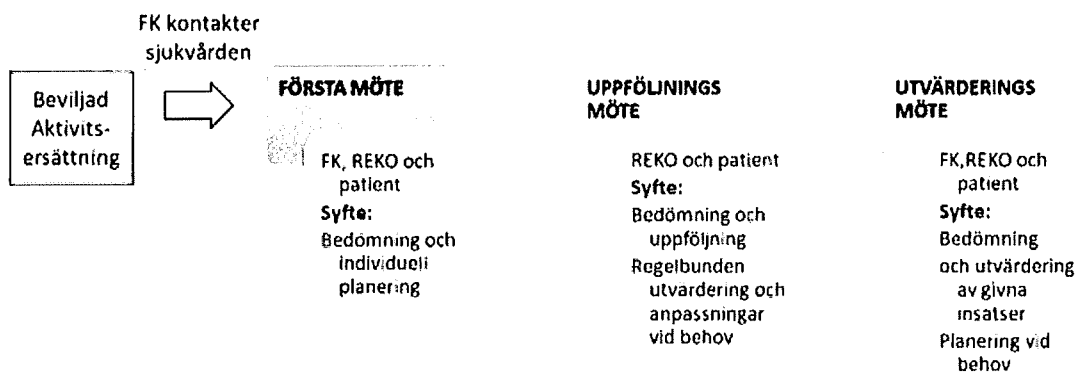 FK kontakter
sjukvården
Beviljad
Aktivits-
ersättning
FÖRSTA MÖTE
FK, REKO och
patient
Syfte:
Bedömning och
individuell
planering
UPPFÖLJNINGS
MÖTE
REKO och patient
Syfte:
Bedömning och
uppföljning
Regelbunden
utvärdering och
anpassningar
vid behov
UTVÄRDERINGS
MÖTE
FK,REKO och
patient
Syfte:
Bedömning
och utvärdering
av givna
insatser
Planering vid
behov